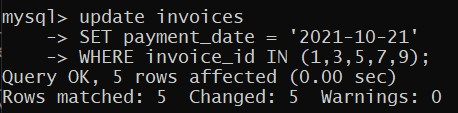 mysql> update invoices
    -> SET payment_date = '2021-10-21'
    -> WHERE invoice_id IN (1,3,5,7,9);
Query OK, 5 rows affected (0.00 sec)
Rows matched: 5  Changed: 5  Warnings: 0